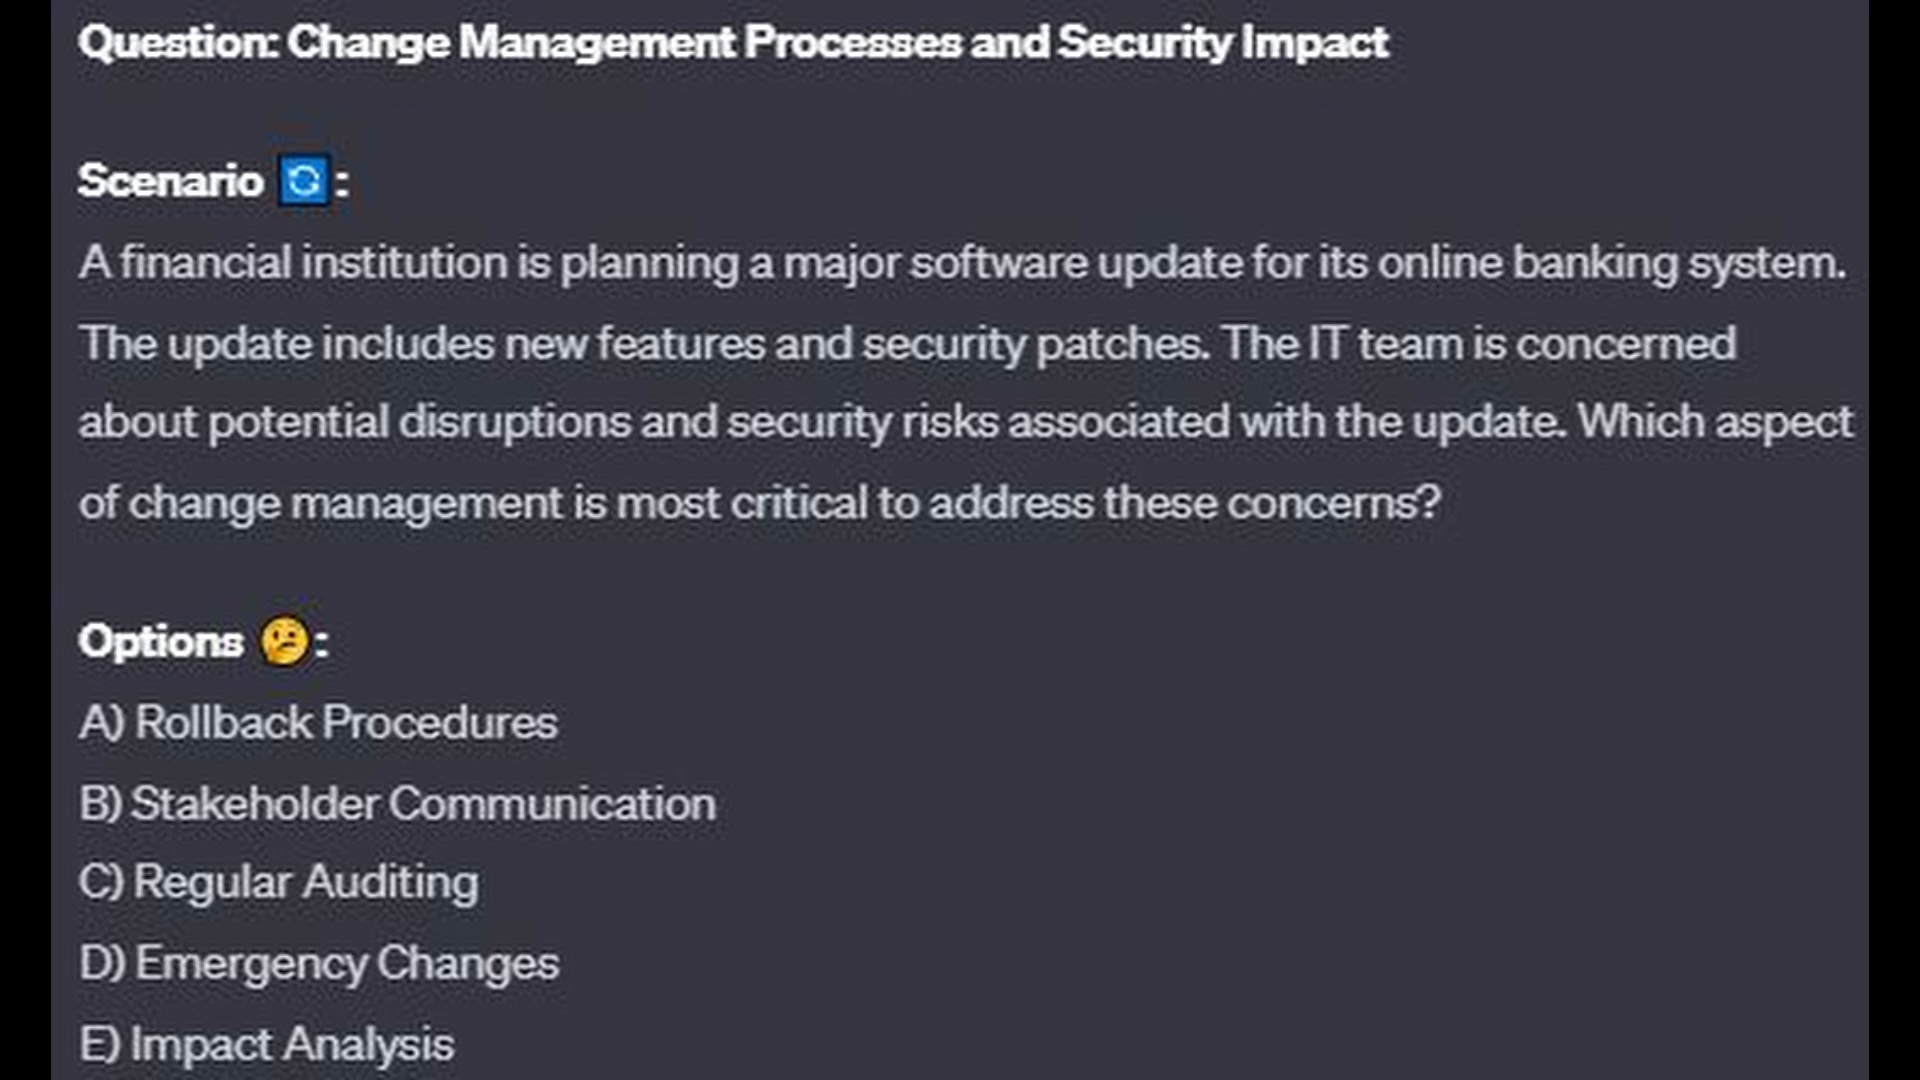 Question: Change Management Processes and Security Impact
Scenario 🔄:
A financial institution is planning a major software update for its online banking system.
The update includes new features and security patches. The IT team is concerned
about potential disruptions and security risks associated with the update. Which aspect
of change management is most critical to address these concerns?
Options 🤔:
A) Rollback Procedures
B) Stakeholder Communication
C) Regular Auditing
D) Emergency Changes
E) Impact Analysis